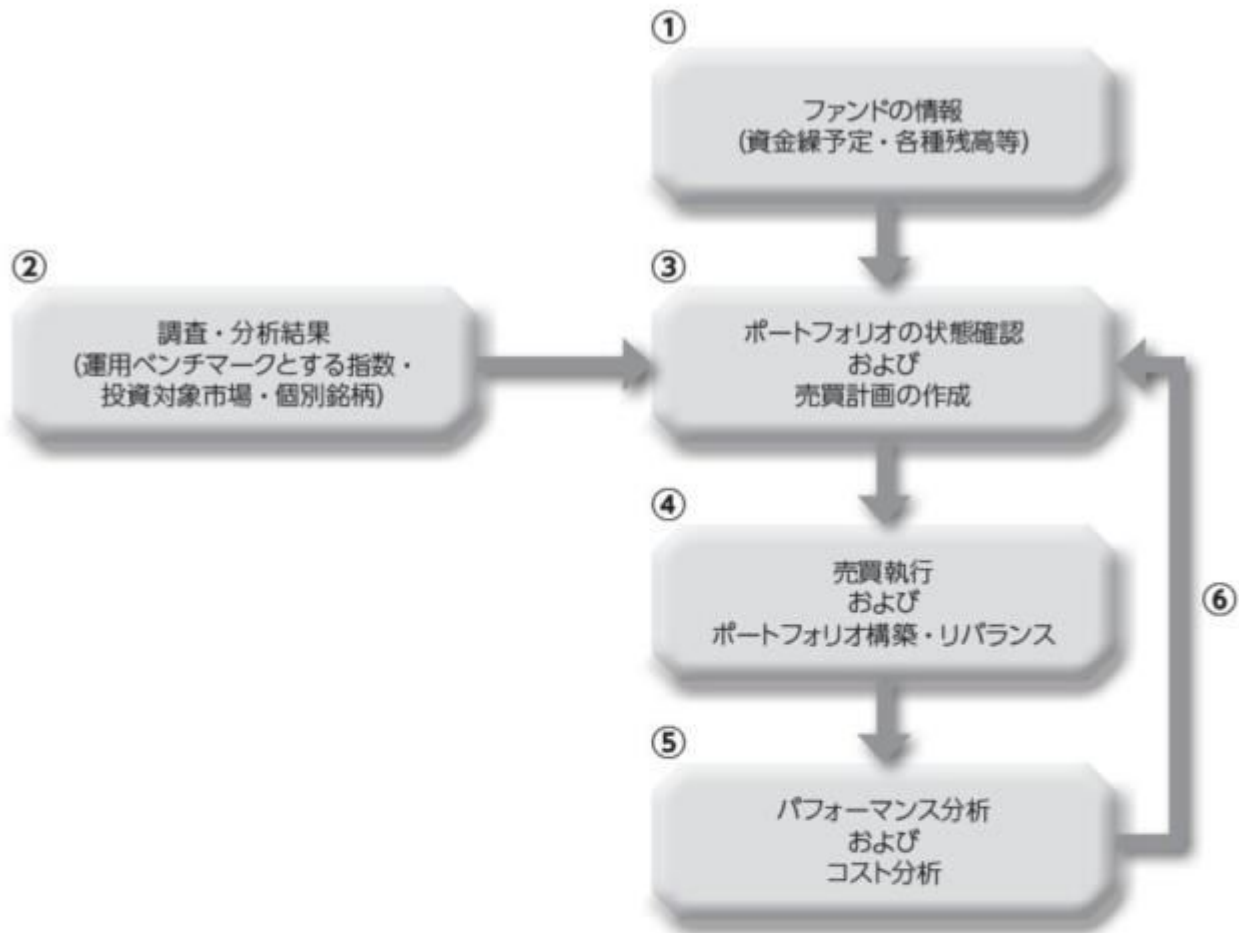 ①
ファンドの情報
(資金繰予定・各種残高等)
②
調査・分析結果
(運用ベンチマークとする指数・
投資対象市場・個別銘柄)
③
ポートフォリオの状態確認
および
売買計画の作成
④
売買執行
および
ポートフォリオ構築・リバランス
⑤
パフォーマンス分析
および
コスト分析
⑥